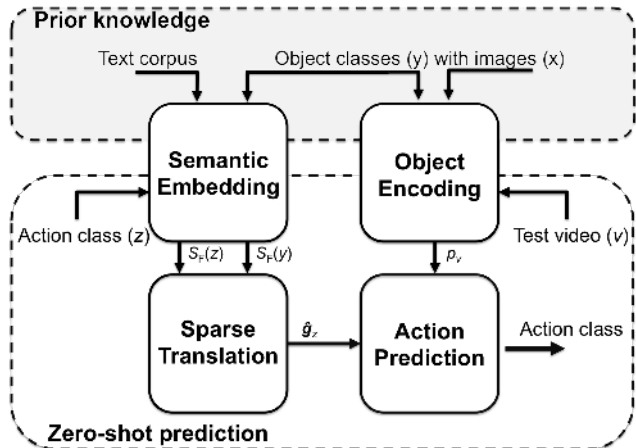 Prior knowledge
Text corpus
Object classes (y) with images (x)
Semantic
Embedding
Object
Encoding
Action class (z)
Test video (v)
S_F(z)
S_F(y)
p_v
Sparse
Translation
ĝ_z
Action
Prediction
Action class
Zero-shot prediction